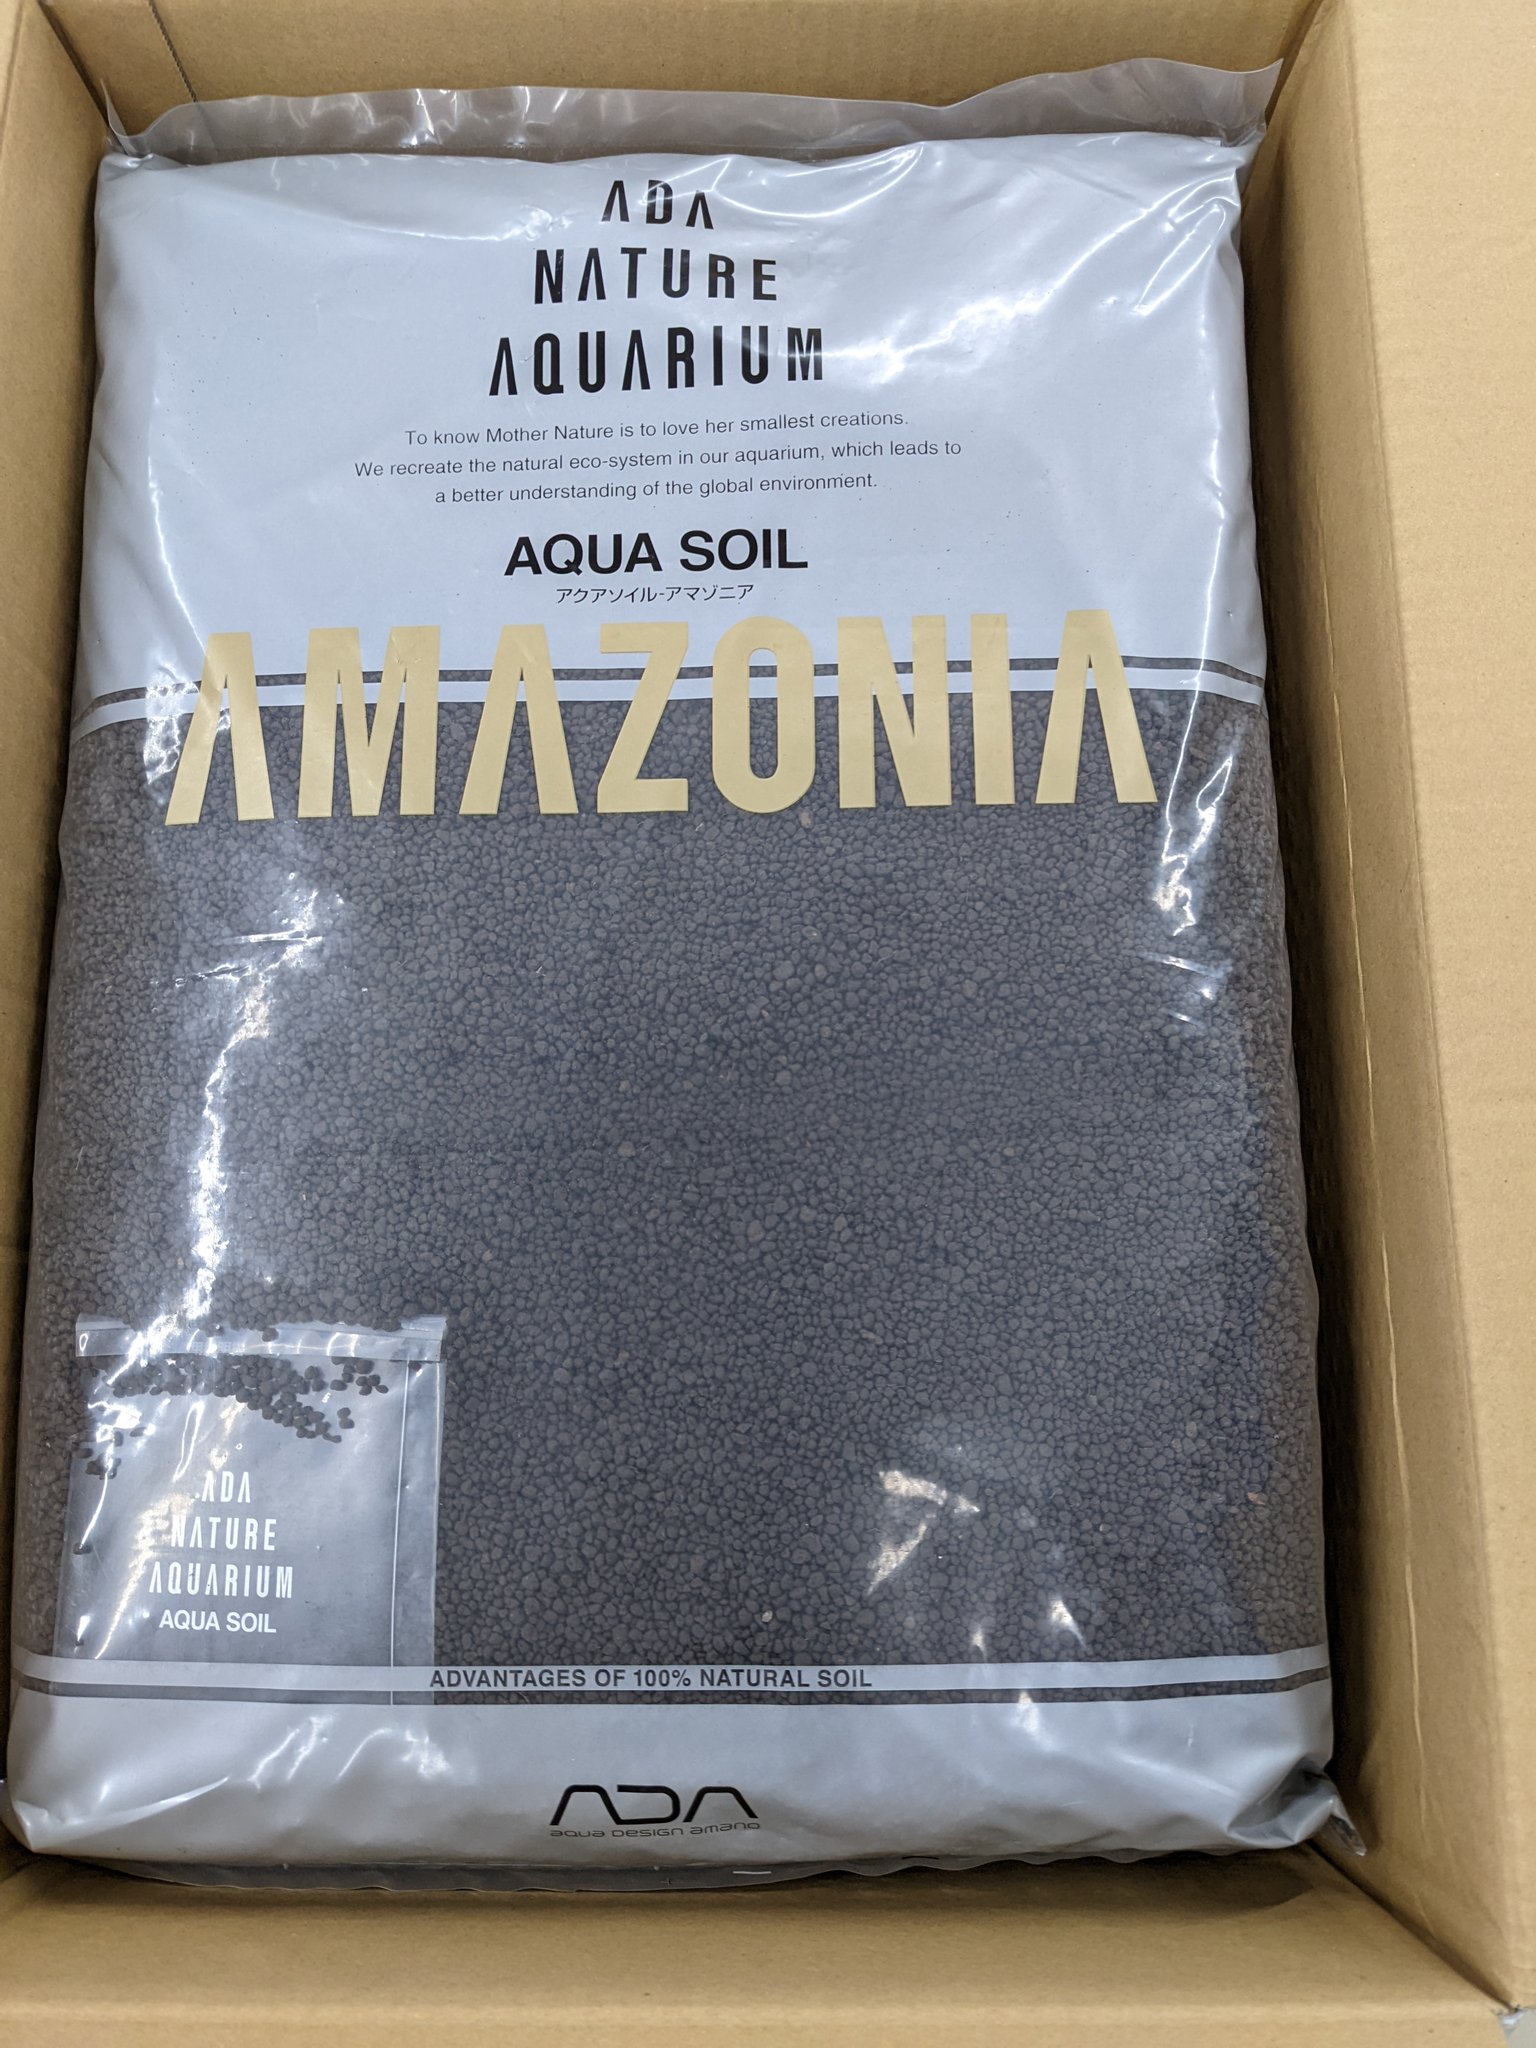 ADA
NATURE
AQUARIUM
To know Mother Nature is to love her smallest creations.
We recreate the natural eco-system in our aquarium, which leads to
a better understanding of the global environment.
AQUA SOIL
アクアソイル-アマゾニア
AMAZONIA
ADA
NATURE
AQUARIUM
AQUA SOIL
ADVANTAGES OF 100% NATURAL SOIL
ADA
aqua DesiGn amano